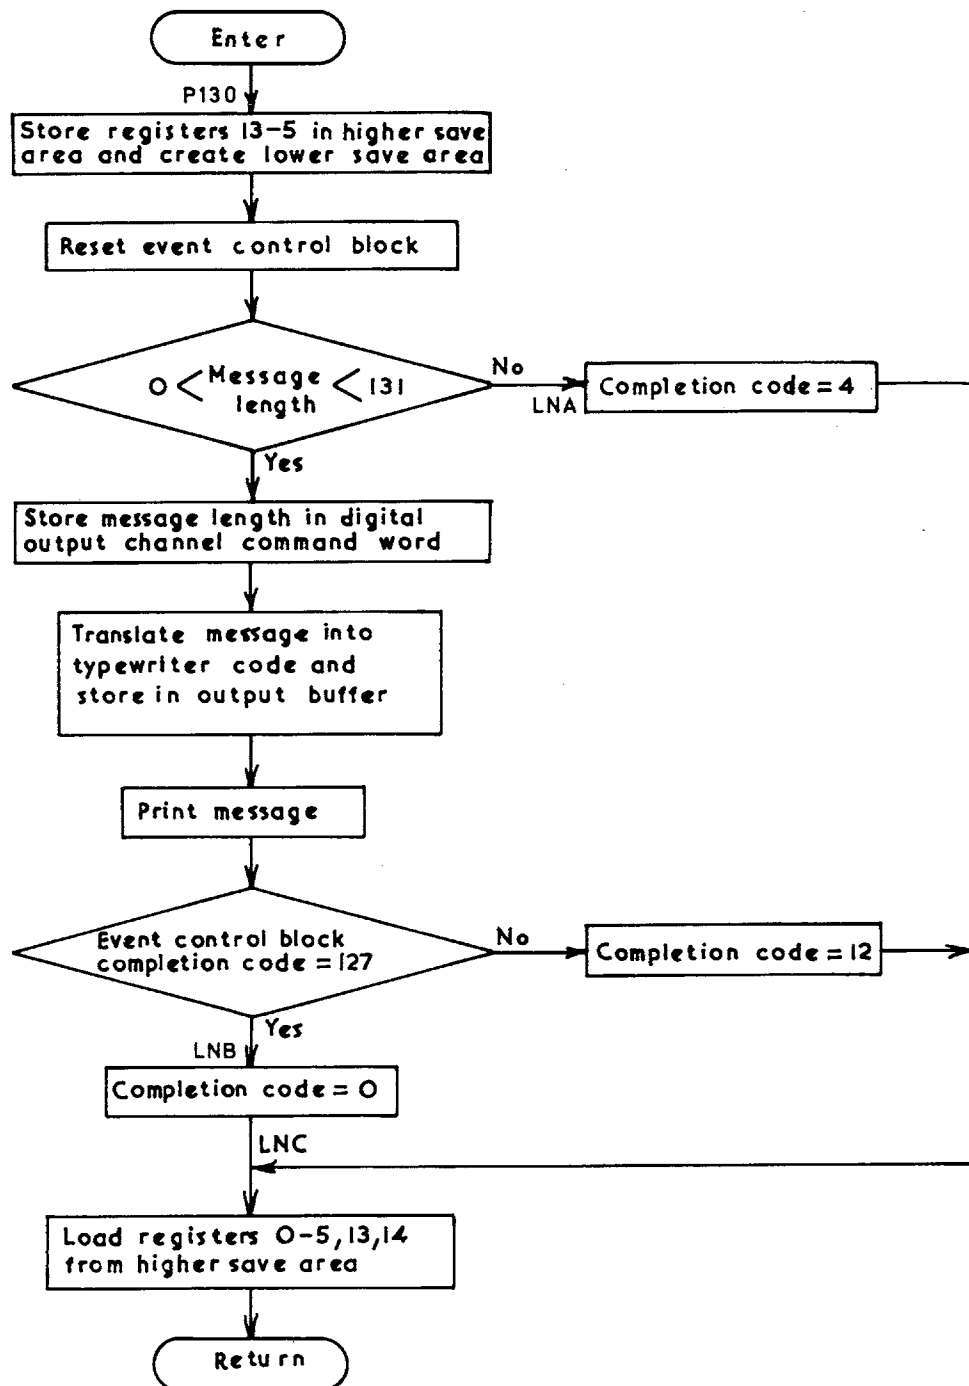 Enter
P130
Store registers 13-5 in higher save
area and create lower save area
Reset event control block
0 < Message length < 131
No
LNA
Completion code = 4
Yes
Store message length in digital
output channel command word
Translate message into
typewriter code and
store in output buffer
Print message
Event control block
completion code = 127
No
Completion code = 12
Yes
LNB
Completion code = 0
LNC
Load registers 0-5, 13, 14
from higher save area
Return